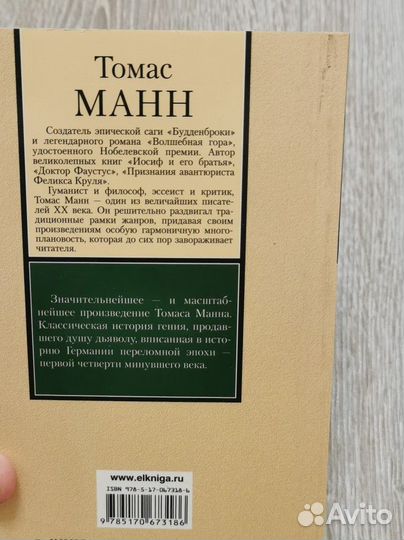 Томас
МАНН
Создатель эпической саги «Будденброки»
и легендарного романа «Волшебная гора»,
удостоенного Нобелевской премии. Автор
великолепных книг «Иосиф и его братья»,
«Доктор Фаустус», «Признания авантюриста
Феликса Круля».
Гуманист и философ, эссеист и критик,
Томас Манн – один из величайших писате-
лей XX века. Он решительно раздвигал тра-
диционные рамки жанров, придавая своим
произведениям особую гармоничную много-
плановость, которая до сих пор завораживает
читателя.
Значительнейшее — и масштаб-
нейшее произведение Томаса Манна.
Классическая история гения, продав-
шего душу дьяволу, вписанная в ис-
торию Германии переломной эпохи —
первой четверти минувшего века.
www.elkniga.ru
ISBN 978-5-17-067318-6
9 785170 673186
Avito